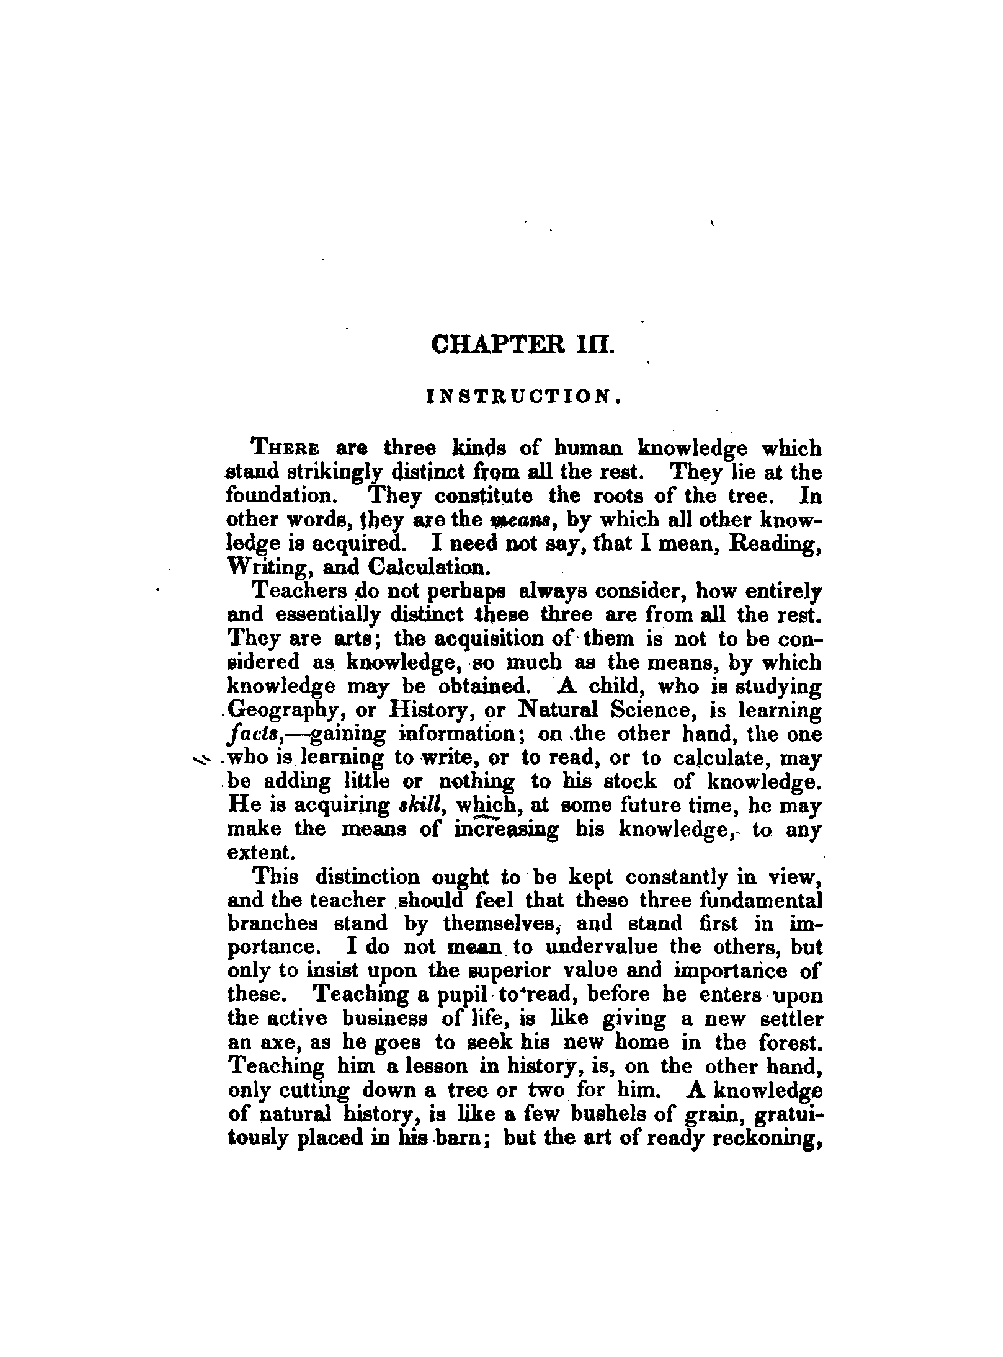 CHAPTER III.
INSTRUCTION.
THERE are three kinds of human knowledge which
stand strikingly distinct from all the rest. They lie at the
foundation. They constitute the roots of the tree. In
other words, they are the means, by which all other know-
ledge is acquired. I need not say, that I mean, Reading,
Writing, and Calculation.
Teachers do not perhaps always consider, how entirely
and essentially distinct these three are from all the rest.
They are arts; the acquisition of them is not to be con-
sidered as knowledge, so much as the means, by which
knowledge may be obtained. A child, who is studying
Geography, or History, or Natural Science, is learning
facts,—gaining information; on the other hand, the one
who is learning to write, or to read, or to calculate, may
be adding little or nothing to his stock of knowledge.
He is acquiring skill, which, at some future time, he may
make the means of increasing his knowledge, to any
extent.
This distinction ought to be kept constantly in view,
and the teacher should feel that these three fundamental
branches stand by themselves, and stand first in im-
portance. I do not mean to undervalue the others, but
only to insist upon the superior value and importance of
these. Teaching a pupil to read, before he enters upon
the active business of life, is like giving a new settler
an axe, as he goes to seek his new home in the forest.
Teaching him a lesson in history, is, on the other hand,
only cutting down a tree or two for him. A knowledge
of natural history, is like a few bushels of grain, gratui-
tously placed in his barn; but the art of ready reckoning,